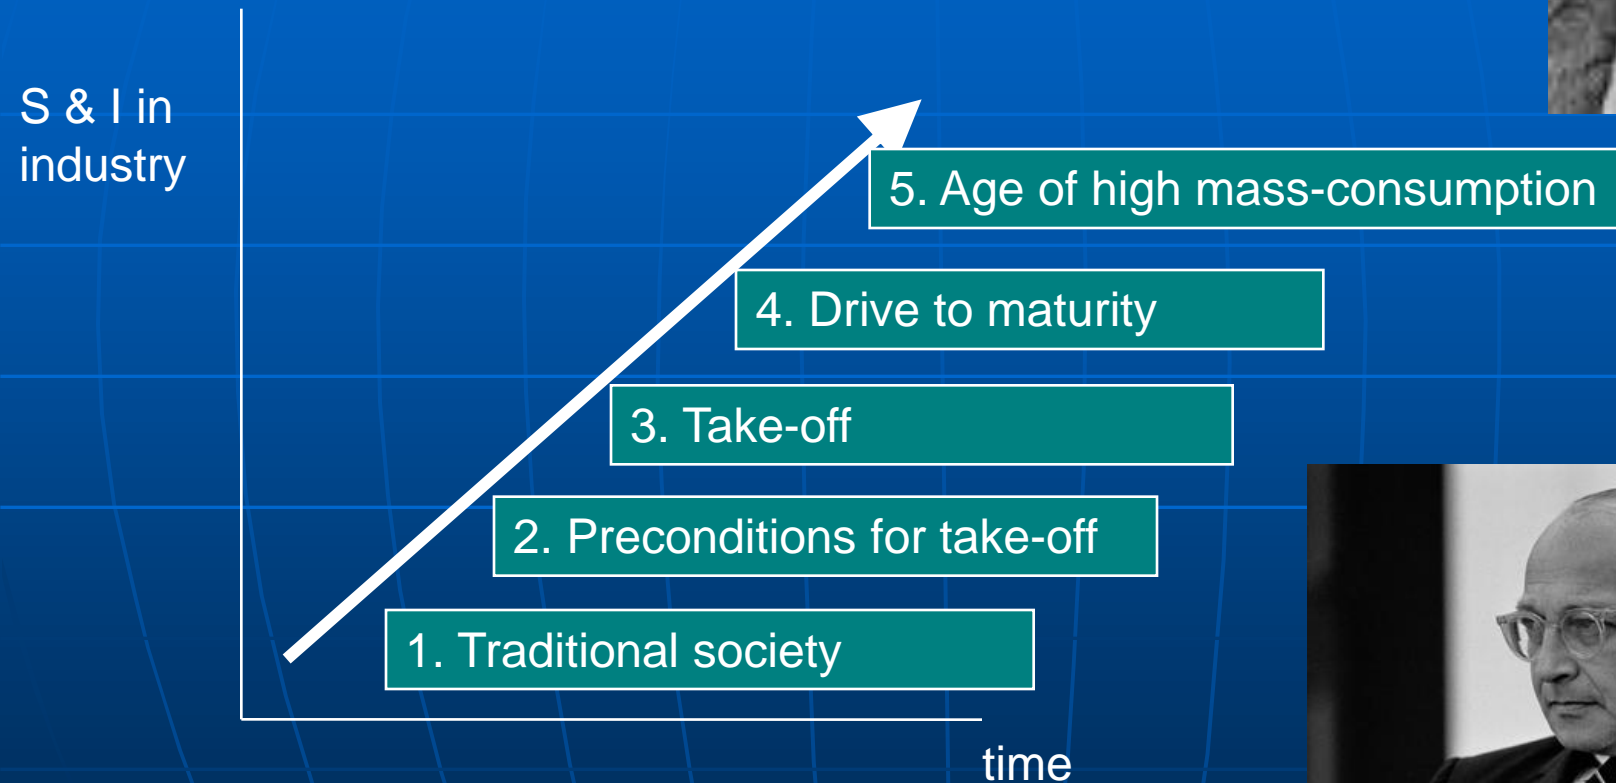 S & I in
industry
5. Age of high mass-consumption
4. Drive to maturity
3. Take-off
2. Preconditions for take-off
1. Traditional society
time